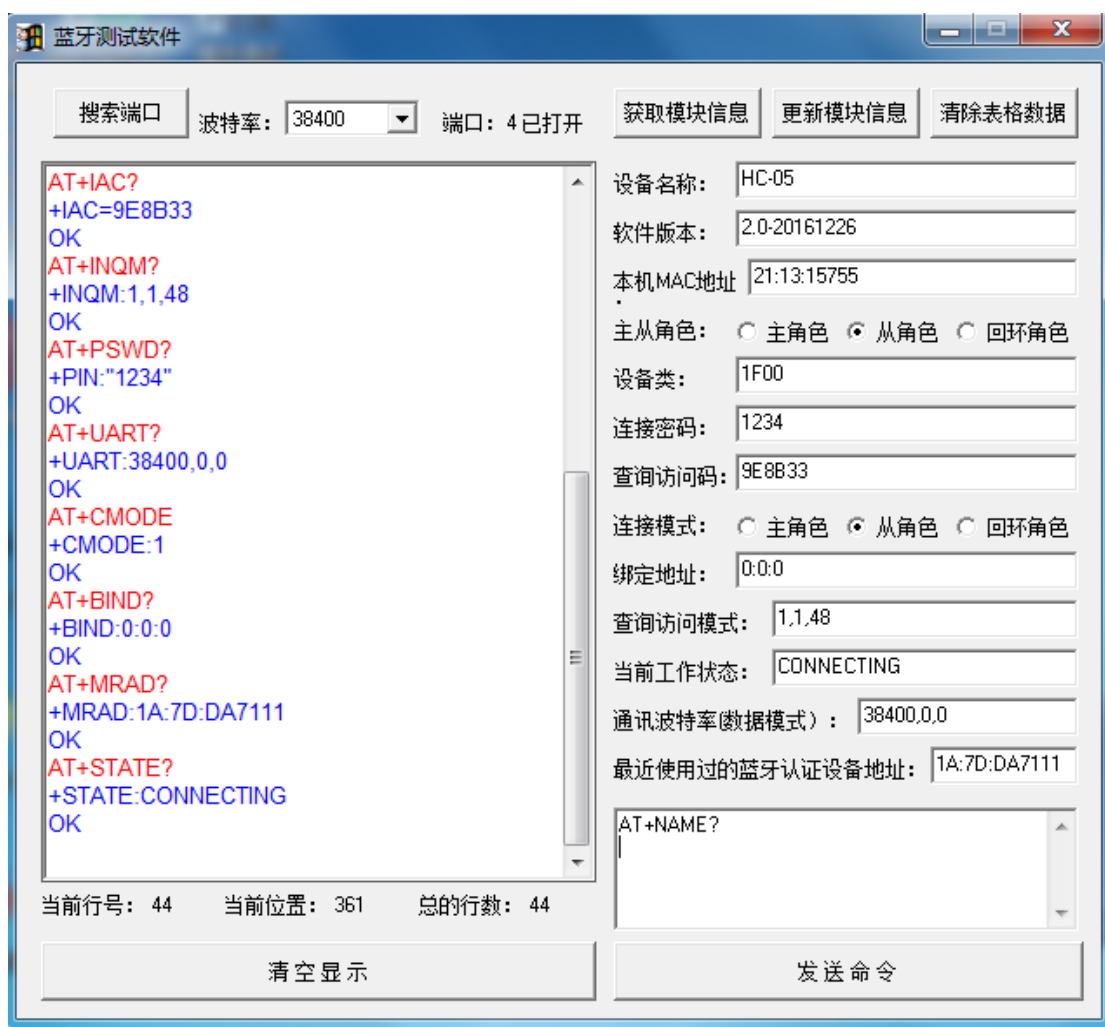 蓝牙测试软件
搜索端口 波特率： 38400 端口：4已打开 获取模块信息 更新模块信息 清除表格数据
AT+IAC?
+IAC=9E8B33
OK
AT+INQM?
+INQM:1,1,48
OK
AT+PSWD?
+PIN:"1234"
OK
AT+UART?
+UART:38400,0,0
OK
AT+CMODE
+CMODE:1
OK
AT+BIND?
+BIND:0:0:0
OK
AT+MRAD?
+MRAD:1A:7D:DA7111
OK
AT+STATE?
+STATE:CONNECTING
OK
当前行号： 44 当前位置： 361 总的行数： 44
清空显示
设备名称： HC-05
软件版本： 2.0-20161226
本机MAC地址 21:13:15755
主从角色： 主角色 从角色 回环角色
设备类： 1F00
连接密码： 1234
查询访问码： 9E8B33
连接模式： 主角色 从角色 回环角色
绑定地址： 0:0:0
查询访问模式： 1,1,48
当前工作状态： CONNECTING
通讯波特率(数据模式）： 38400,0,0
最近使用过的蓝牙认证设备地址： 1A:7D:DA7111
AT+NAME?
发送命令